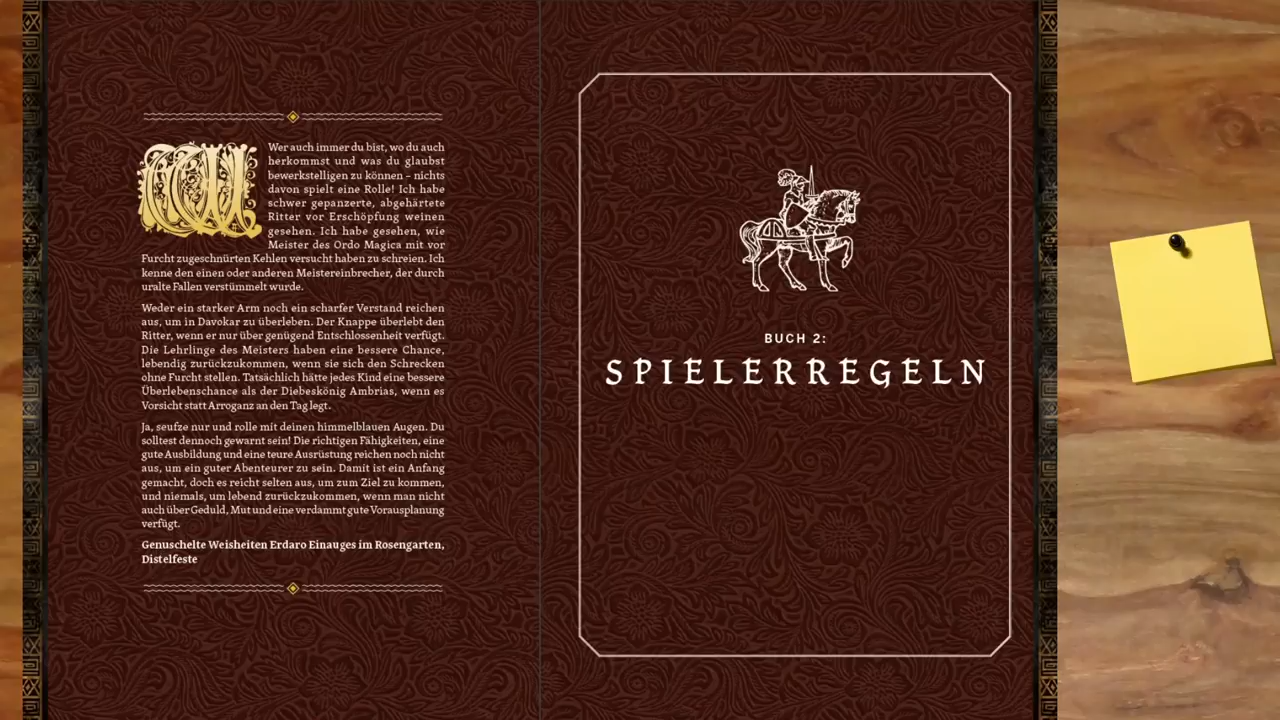 Wer auch immer du bist, wo du auch
herkommst und was du glaubst
bewerkstelligen zu können – nichts
davon spielt eine Rolle! Ich habe
schwer gepanzerte, abgehärtete
Ritter vor Erschöpfung weinen
gesehen. Ich habe gesehen, wie
Meister des Ordo Magica mit vor
Furcht zugeschnürten Kehlen versucht haben zu schreien. Ich
kenne den einen oder anderen Meistereinbrecher, der durch
uralte Fallen verstümmelt wurde.
Weder ein starker Arm noch ein scharfer Verstand reichen
aus, um in Davokar zu überleben. Der Knappe überlebt den
Ritter, wenn er nur über genügend Entschlossenheit verfügt.
Die Lehrlinge des Meisters haben eine bessere Chance,
lebendig zurückzukommen, wenn sie sich den Schrecken
ohne Furcht stellen. Tatsächlich hätte jedes Kind eine bessere
Überlebenschance als der Diebeskönig Ambrias, wenn es
Vorsicht statt Arroganz an den Tag legt.
Ja, seufze nur und rolle mit deinen himmelblauen Augen. Du
solltest dennoch gewarnt sein! Die richtigen Fähigkeiten, eine
gute Ausbildung und eine teure Ausrüstung reichen noch nicht
aus, um ein guter Abenteurer zu sein. Damit ist ein Anfang
gemacht, doch es reicht selten aus, um zum Ziel zu kommen,
und niemals, um lebend zurückzukommen, wenn man nicht
auch über Geduld, Mut und eine verdammt gute Vorausplanung
verfügt.
Genuschelte Weisheiten Erdaro Einauges im Rosengarten,
Distelfeste
BUCH 2:
SPIELERREGELN